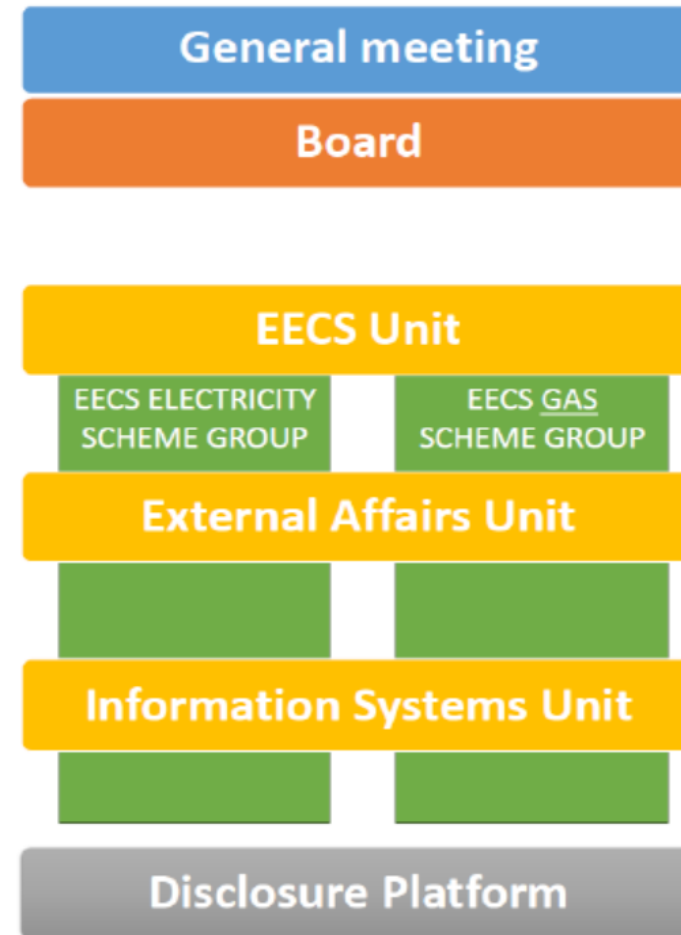 General meeting
Board
EECS Unit
EECS ELECTRICITY
SCHEME GROUP
EECS GAS
SCHEME GROUP
External Affairs Unit
Information Systems Unit
Disclosure Platform